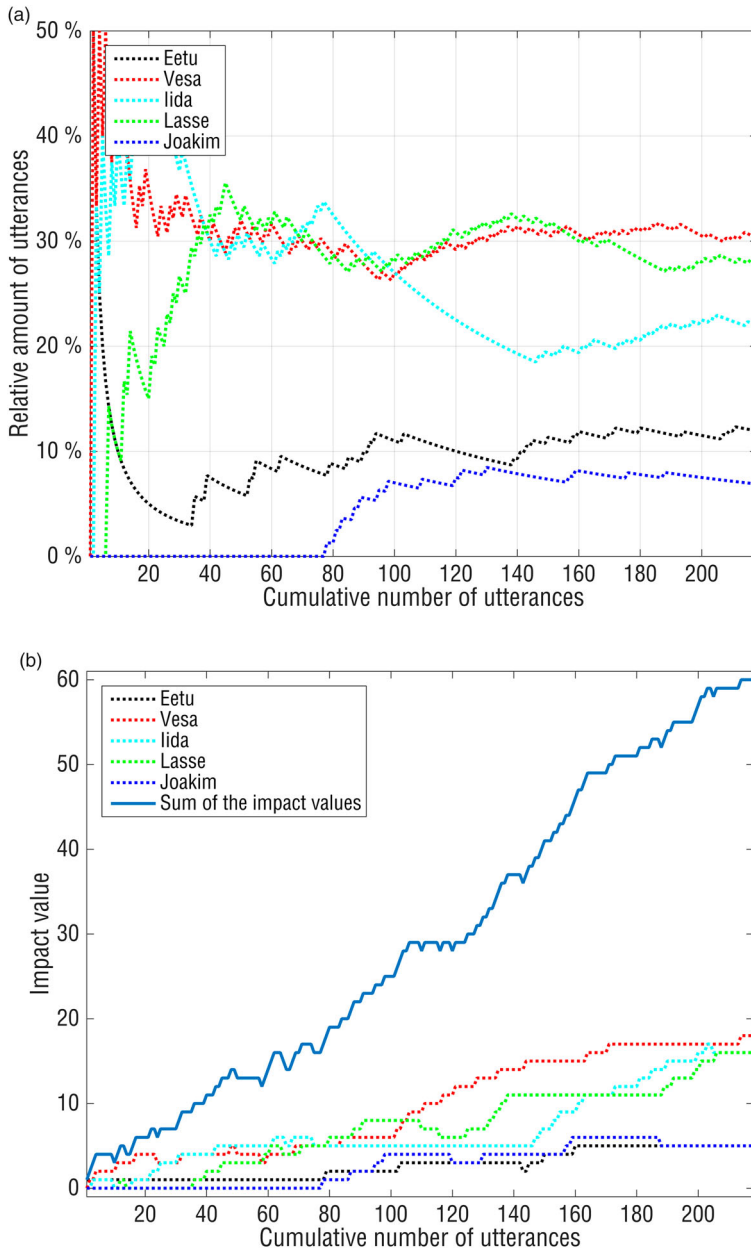 (a)
50 %
40 %
30 %
20 %
10 %
0 %
Relative amount of utterances
Eetu
Vesa
Iida
Lasse
Joakim
20 40 60 80 100 120 140 160 180 200
Cumulative number of utterances
(b)
60
50
40
30
20
10
0
Impact value
Eetu
Vesa
Iida
Lasse
Joakim
Sum of the impact values
20 40 60 80 100 120 140 160 180 200
Cumulative number of utterances